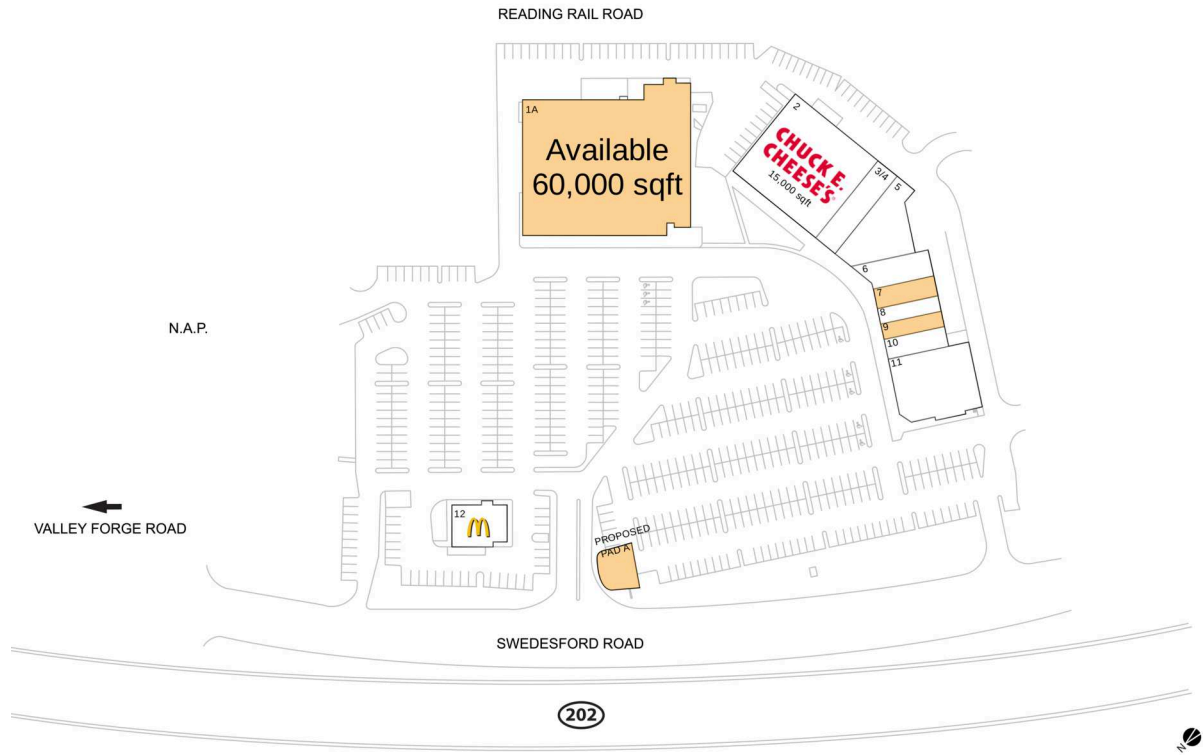 READING RAIL ROAD
1A
Available
60,000 sqft
2
CHUCK E.
CHEESE'S
15,000 sqft
3/4
5
6
7
8
9
10
11
N.A.P.
VALLEY FORGE ROAD
12
PROPOSED
PAD A
SWEDESFORD ROAD
202
N